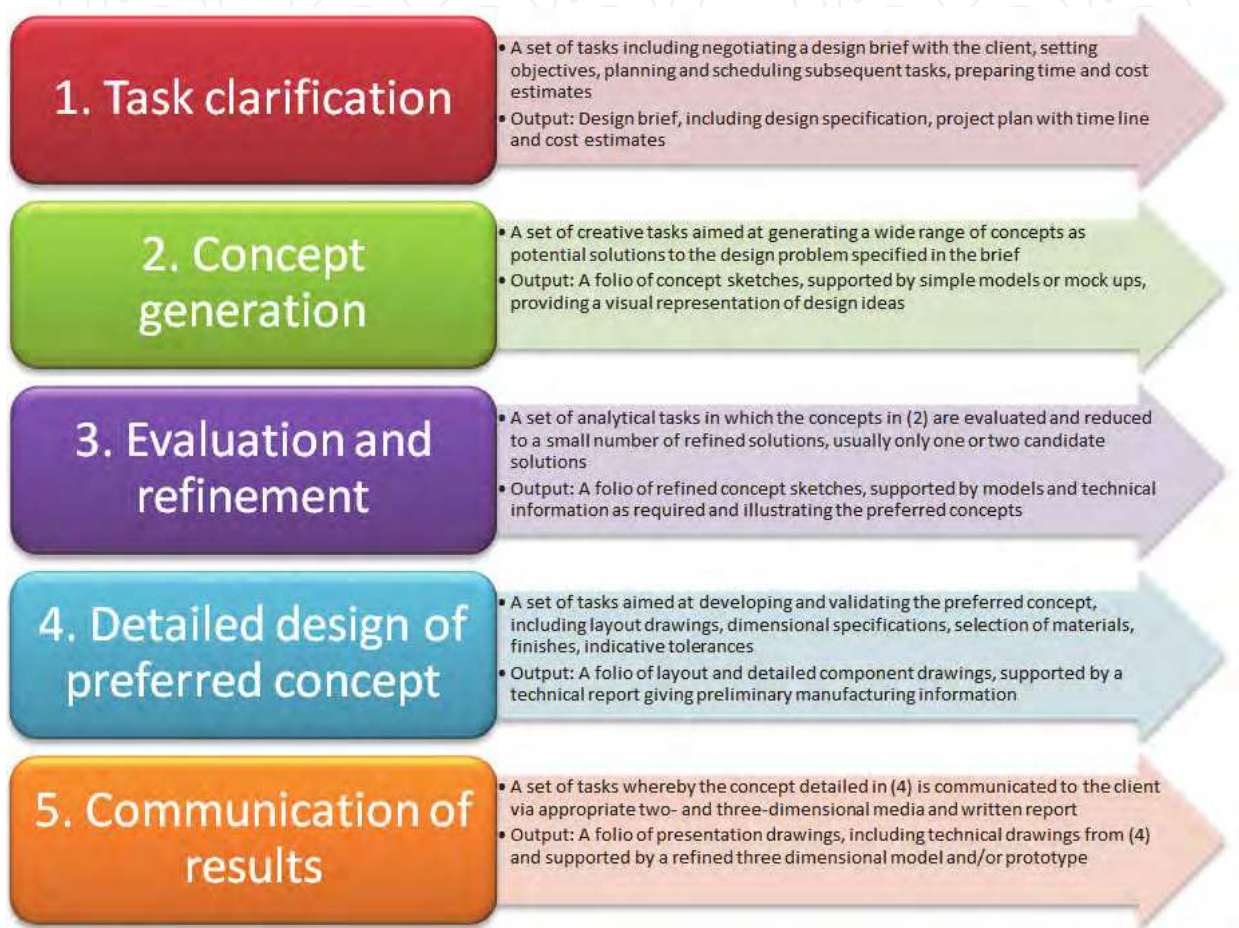 1. Task clarification
• A set of tasks including negotiating a design brief with the client, setting
objectives, planning and scheduling subsequent tasks, preparing time and cost
estimates
• Output: Design brief, including design specification, project plan with time line
and cost estimates
2. Concept
generation
• A set of creative tasks aimed at generating a wide range of concepts as
potential solutions to the design problem specified in the brief
• Output: A folio of concept sketches, supported by simple models or mock ups,
providing a visual representation of design ideas
3. Evaluation and
refinement
• A set of analytical tasks in which the concepts in (2) are evaluated and reduced
to a small number of refined solutions, usually only one or two candidate
solutions
• Output: A folio of refined concept sketches, supported by models and technical
information as required and illustrating the preferred concepts
4. Detailed design of
preferred concept
• A set of tasks aimed at developing and validating the preferred concept,
including layout drawings, dimensional specifications, selection of materials,
finishes, indicative tolerances
• Output: A folio of layout and detailed component drawings, supported by a
technical report giving preliminary manufacturing information
5. Communication of
results
• A set of tasks whereby the concept detailed in (4) is communicated to the client
via appropriate two- and three-dimensional media and written report
• Output: A folio of presentation drawings, including technical drawings from (4)
and supported by a refined three dimensional model and/or prototype